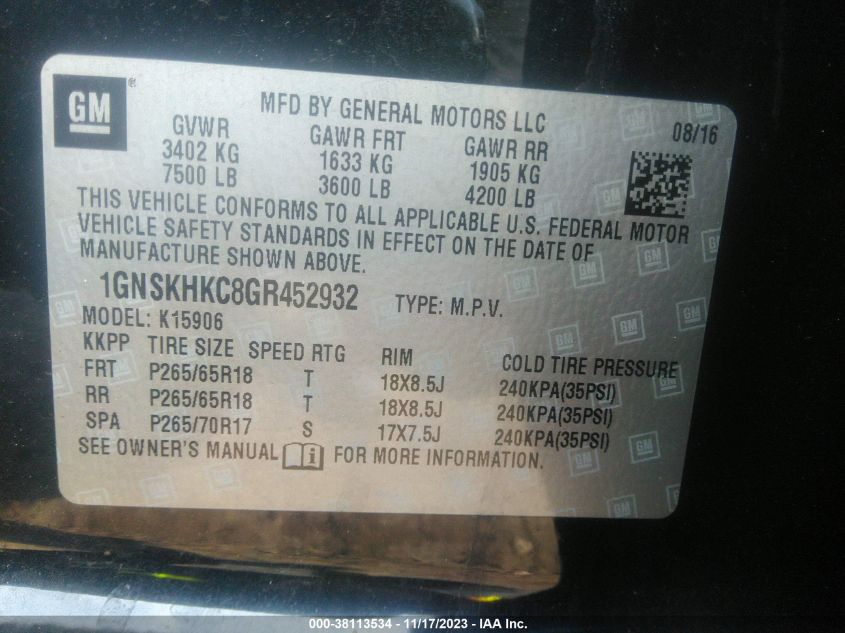 GM®
MFD BY GENERAL MOTORS LLC
08/16
GVWR GAWR FRT GAWR RR
3402 KG 1633 KG 1905 KG
7500 LB 3600 LB 4200 LB
THIS VEHICLE CONFORMS TO ALL APPLICABLE U.S. FEDERAL MOTOR
VEHICLE SAFETY STANDARDS IN EFFECT ON THE DATE OF
MANUFACTURE SHOWN ABOVE.
1GNSKHKC8GR452932 TYPE: M.P.V.
MODEL: K15906
KKPP TIRE SIZE SPEED RTG RIM COLD TIRE PRESSURE
FRT P265/65R18 T 18X8.5J 240KPA(35PSI)
RR P265/65R18 T 18X8.5J 240KPA(35PSI)
SPA P265/70R17 S 17X7.5J 240KPA(35PSI)
SEE OWNER'S MANUAL FOR MORE INFORMATION.
000-38113534 - 11/17/2023 - IAA Inc.